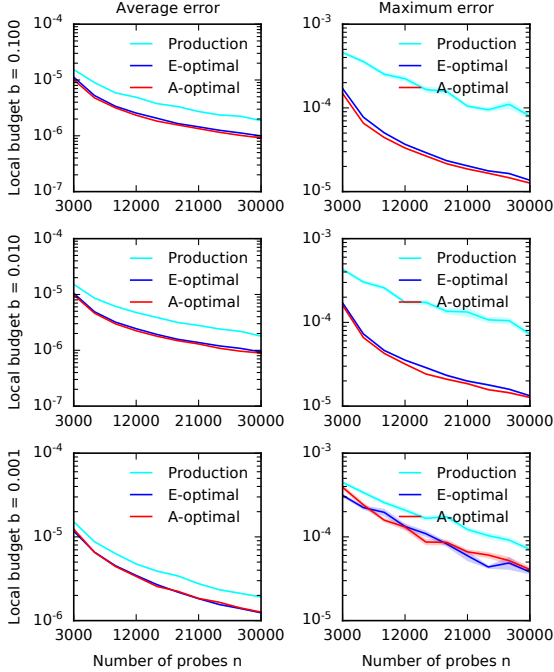 Average error
Maximum error
Local budget b = 0.100
10^-4
10^-5
10^-6
10^-7
Production
E-optimal
A-optimal
3000 12000 21000 30000
10^-3
10^-4
10^-5
Production
E-optimal
A-optimal
3000 12000 21000 30000
Local budget b = 0.010
10^-4
10^-5
10^-6
10^-7
Production
E-optimal
A-optimal
3000 12000 21000 30000
10^-3
10^-4
10^-5
Production
E-optimal
A-optimal
3000 12000 21000 30000
Local budget b = 0.001
10^-4
10^-5
10^-6
Production
E-optimal
A-optimal
3000 12000 21000 30000
Number of probes n
10^-3
10^-4
10^-5
Production
E-optimal
A-optimal
3000 12000 21000 30000
Number of probes n